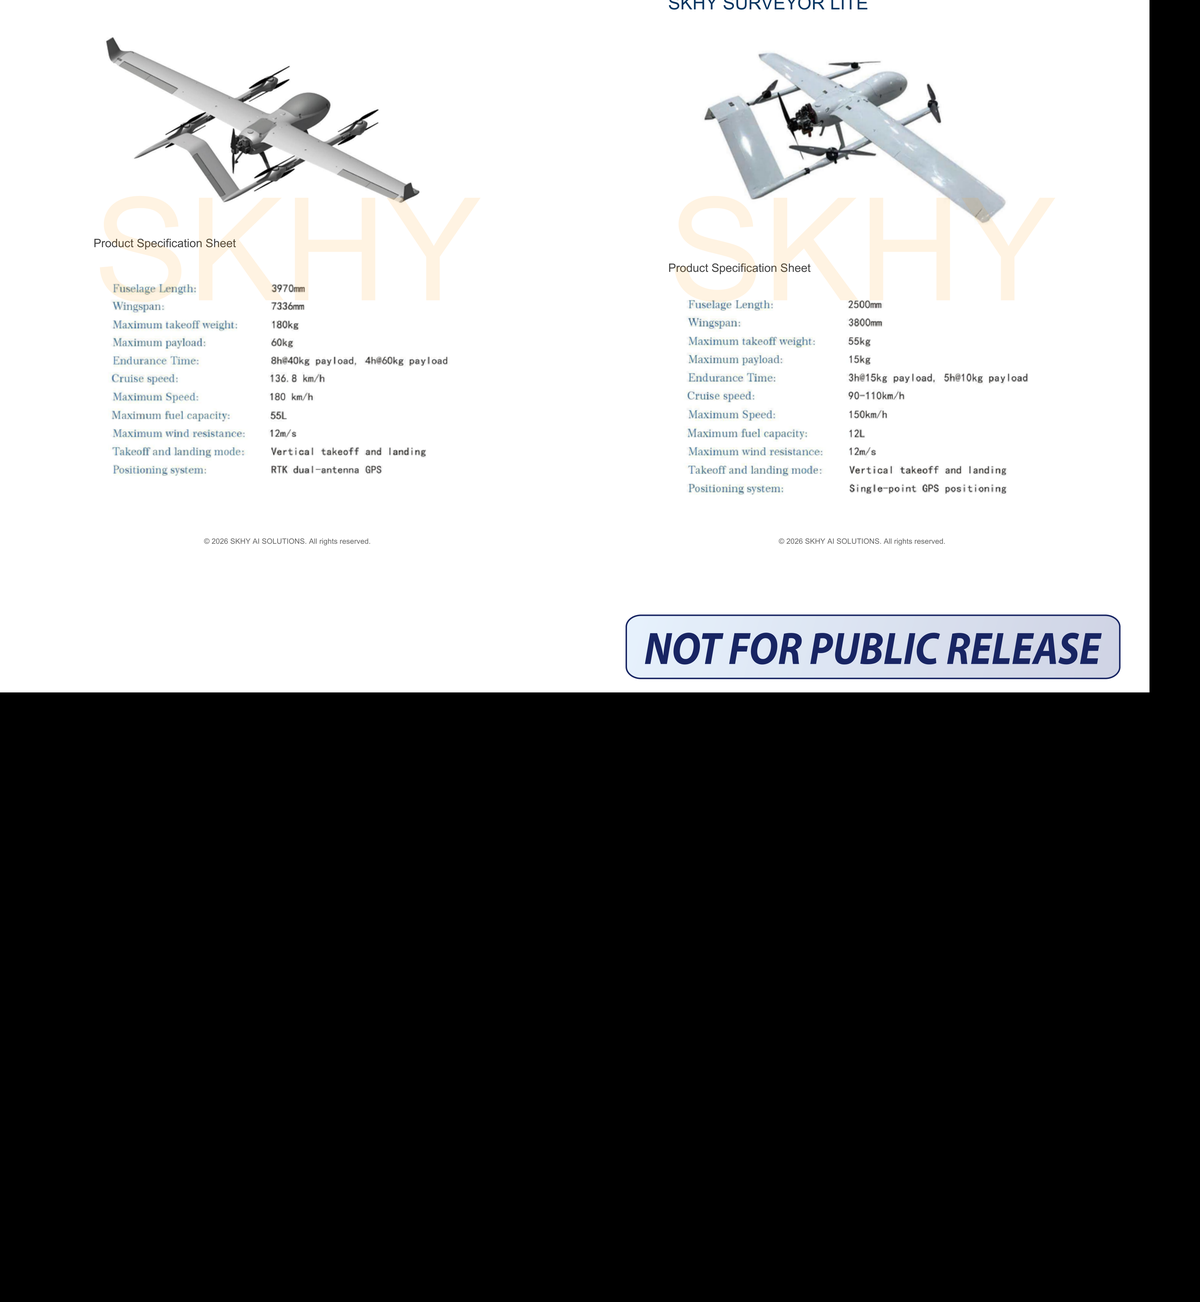 SKHY SURVEYOR LITE
SKHY
Product Specification Sheet
Fuselage Length: 3970mm
Wingspan: 7336mm
Maximum takeoff weight: 180kg
Maximum payload: 60kg
Endurance Time: 8h@40kg payload, 4h@60kg payload
Cruise speed: 136.8 km/h
Maximum Speed: 180 km/h
Maximum fuel capacity: 55L
Maximum wind resistance: 12m/s
Takeoff and landing mode: Vertical takeoff and landing
Positioning system: RTK dual-antenna GPS
© 2026 SKHY AI SOLUTIONS. All rights reserved.
SKHY
Product Specification Sheet
Fuselage Length: 2500mm
Wingspan: 3800mm
Maximum takeoff weight: 55kg
Maximum payload: 15kg
Endurance Time: 3h@15kg payload, 5h@10kg payload
Cruise speed: 90-110km/h
Maximum Speed: 150km/h
Maximum fuel capacity: 12L
Maximum wind resistance: 12m/s
Takeoff and landing mode: Vertical takeoff and landing
Positioning system: Single-point GPS positioning
© 2026 SKHY AI SOLUTIONS. All rights reserved.
NOT FOR PUBLIC RELEASE